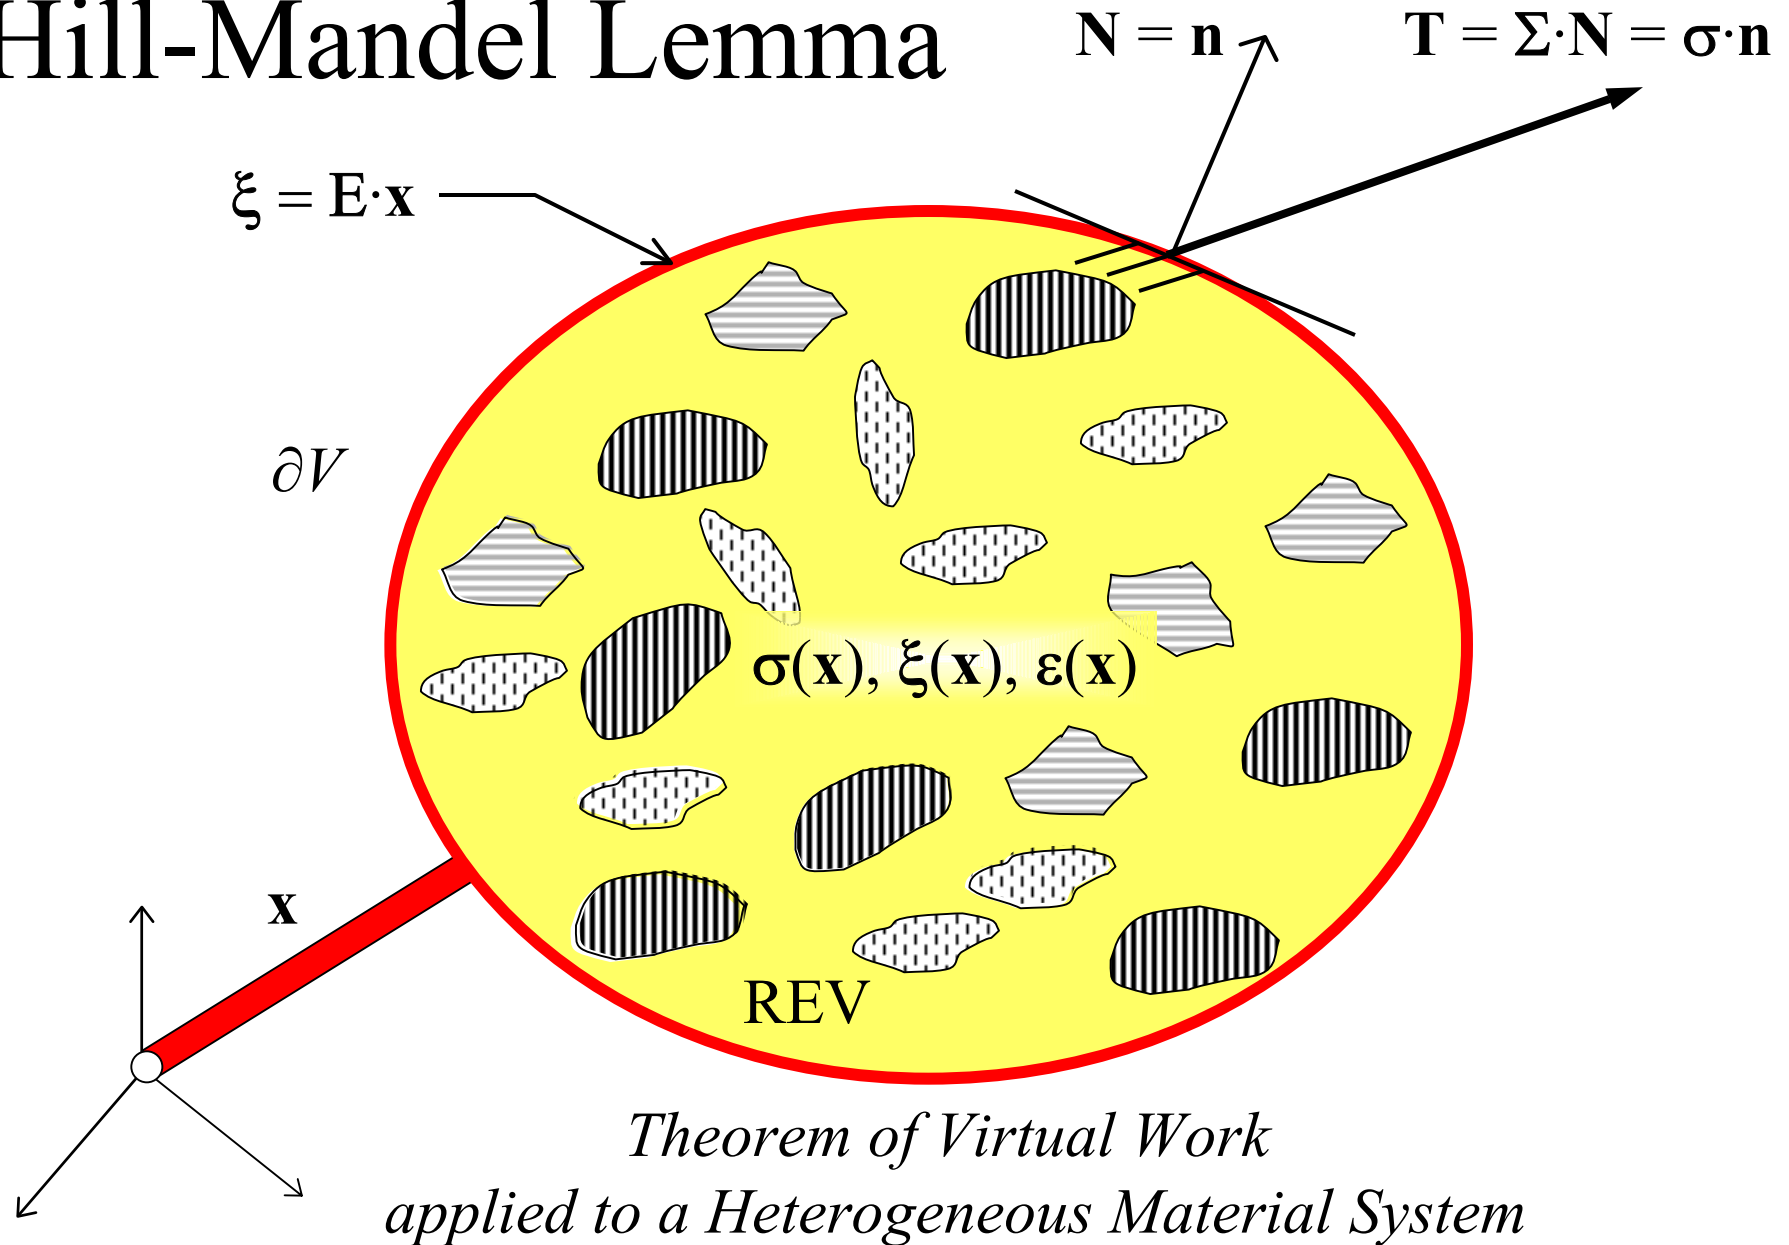 Hill-Mandel Lemma
N = n
T = Σ·N = σ·n
ξ = E·x
∂V
σ(x), ξ(x), ε(x)
x
REV
Theorem of Virtual Work
applied to a Heterogeneous Material System